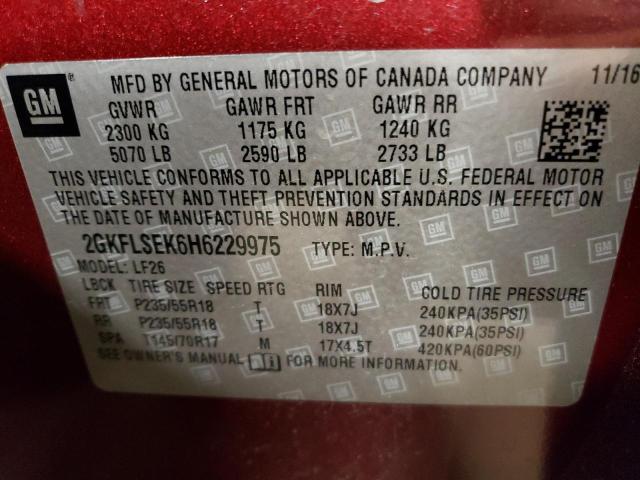 GM
MFD BY GENERAL MOTORS OF CANADA COMPANY 11/16
GVWR GAWR FRT GAWR RR
2300 KG 1175 KG 1240 KG
5070 LB 2590 LB 2733 LB
THIS VEHICLE CONFORMS TO ALL APPLICABLE U.S. FEDERAL MOTOR
VEHICLE SAFETY AND THEFT PREVENTION STANDARDS IN EFFECT ON
THE DATE OF MANUFACTURE SHOWN ABOVE.
2GKFLSEK6H6229975 TYPE: M.P.V.
MODEL: LF26
LBCK TIRE SIZE SPEED RTG RIM COLD TIRE PRESSURE
FRT P235/55R18 T 18X7J 240KPA(35PSI)
RR P235/55R18 T 18X7J 240KPA(35PSI)
SPA T145/70R17 M 17X4.5T 420KPA(60PSI)
SEE OWNER'S MANUAL FOR MORE INFORMATION.